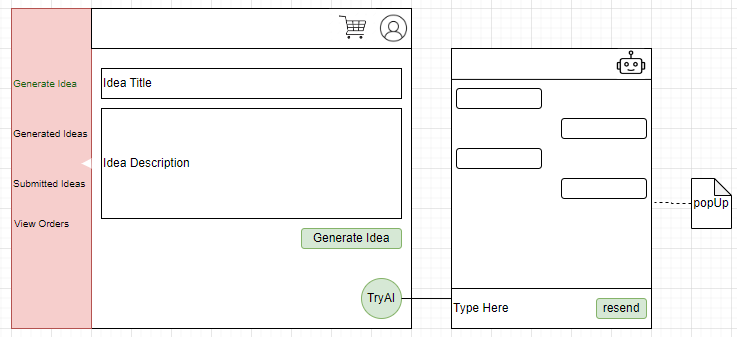 Generate Idea
Generated Ideas
Submitted Ideas
View Orders
Idea Title
Idea Description
Generate Idea
TryAI
Type Here
resend
popUp